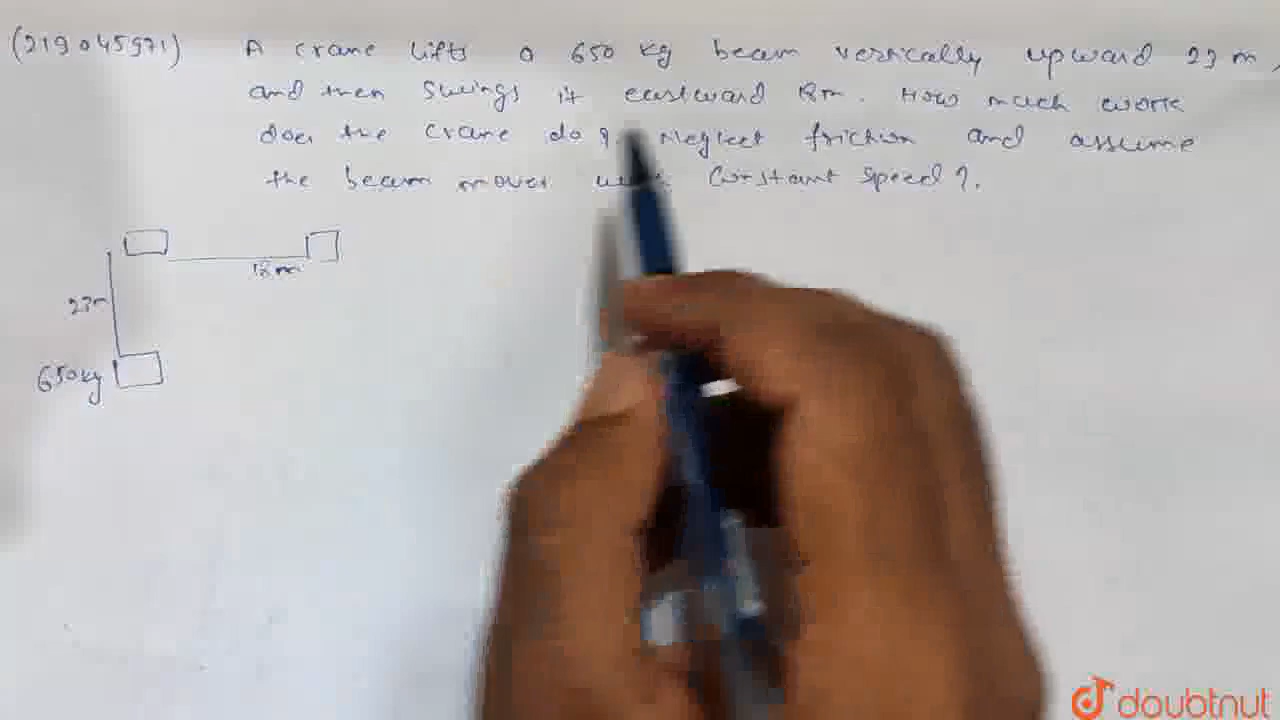 (219045971) A crane lifts a 650 kg beam vertically upward 23 m,
and then swings it eastward 18m. How much work
does the crane do ? Neglect friction and assume
the beam moves constant speed?.
18m
23m
650kg
doubtnut